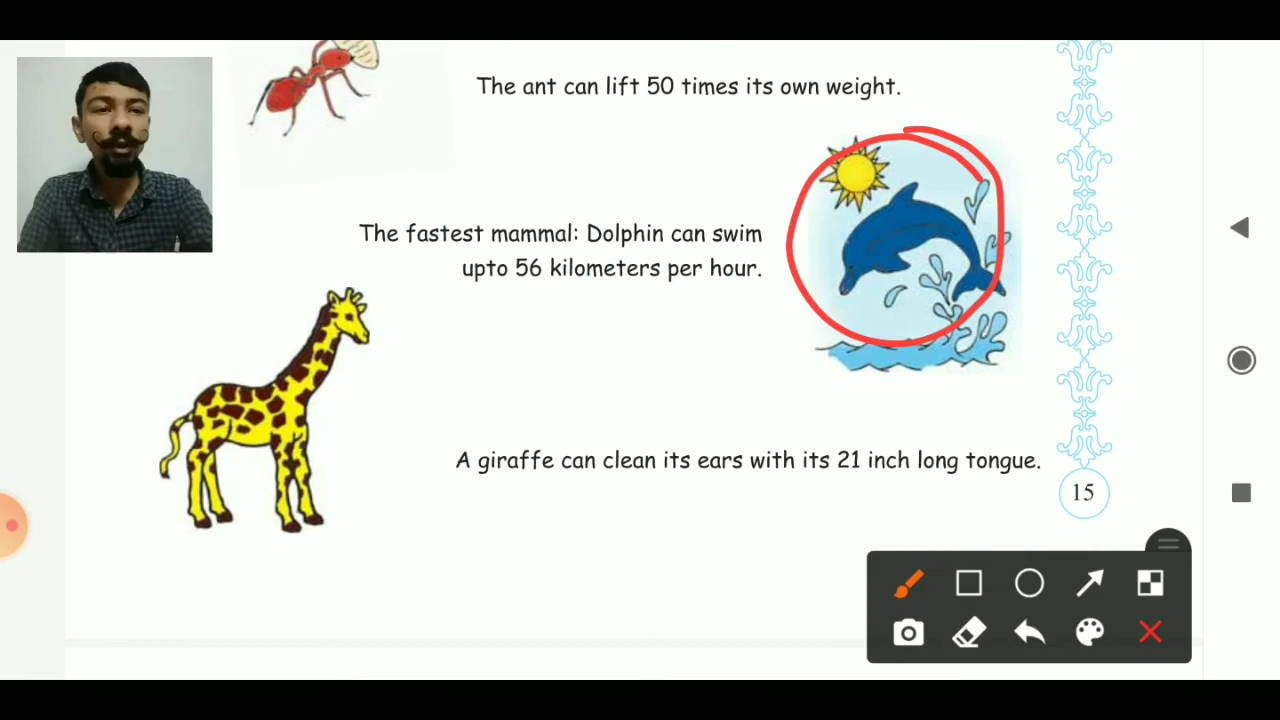 The ant can lift 50 times its own weight.
The fastest mammal: Dolphin can swim
upto 56 kilometers per hour.
A giraffe can clean its ears with its 21 inch long tongue.
15